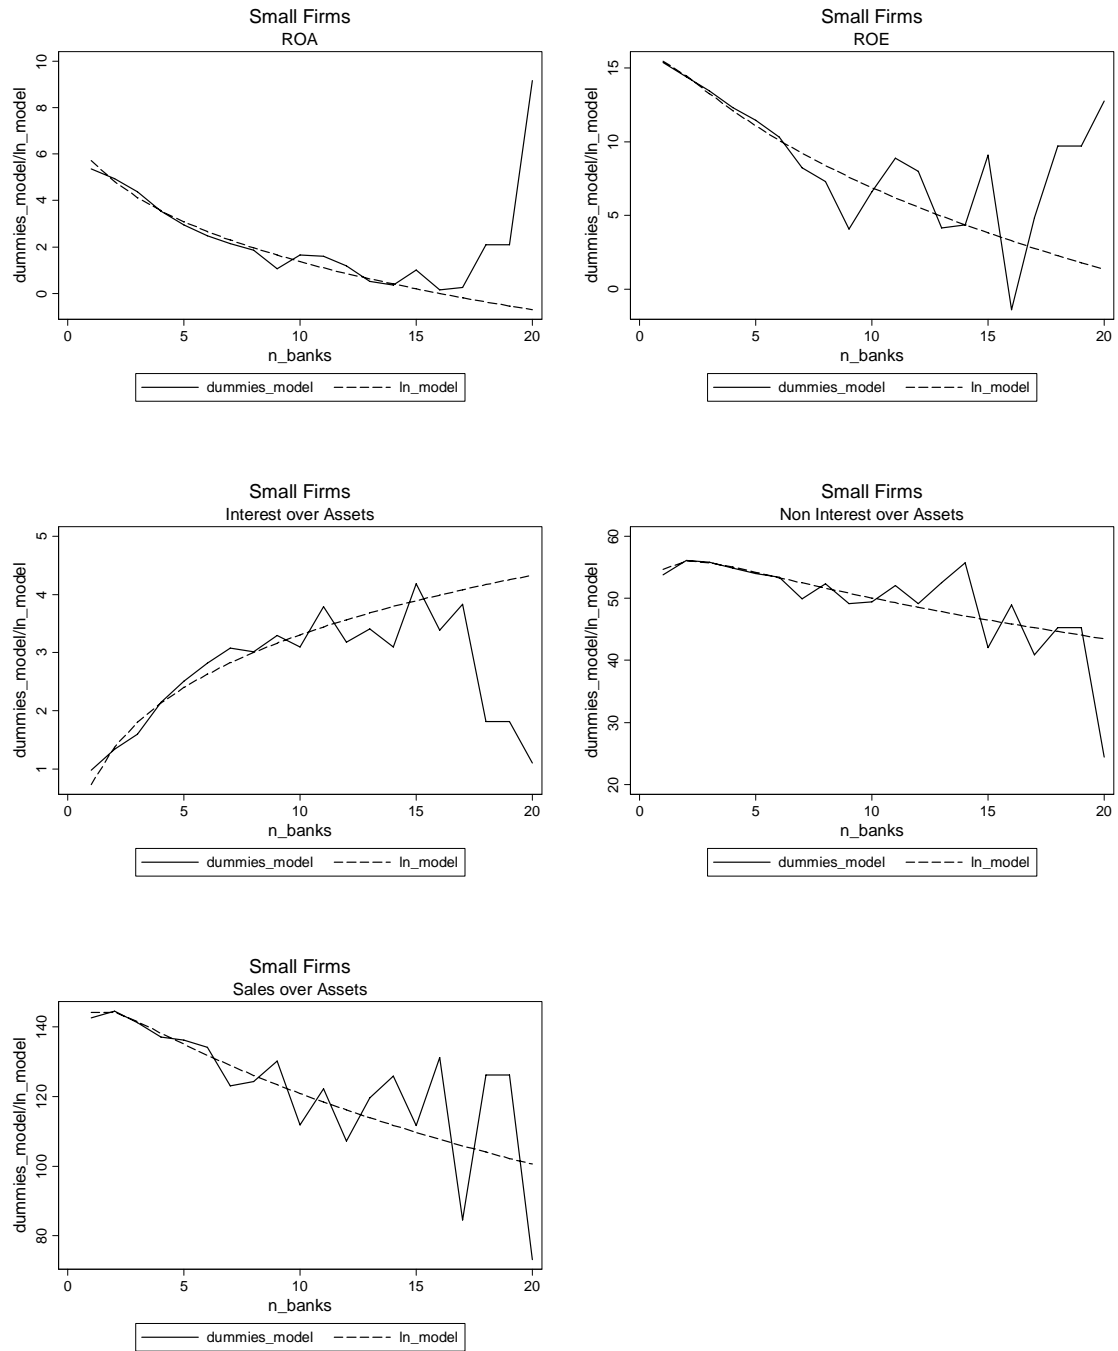 Small Firms
ROA
dummies_model/ln_model
10
8
6
4
2
0
0 5 10 15 20
n_banks
dummies_model ln_model
Small Firms
ROE
dummies_model/ln_model
15
10
5
0
0 5 10 15 20
n_banks
dummies_model ln_model
Small Firms
Interest over Assets
dummies_model/ln_model
5
4
3
2
1
0 5 10 15 20
n_banks
dummies_model ln_model
Small Firms
Non Interest over Assets
dummies_model/ln_model
60
50
40
30
20
0 5 10 15 20
n_banks
dummies_model ln_model
Small Firms
Sales over Assets
dummies_model/ln_model
140
120
100
80
0 5 10 15 20
n_banks
dummies_model ln_model